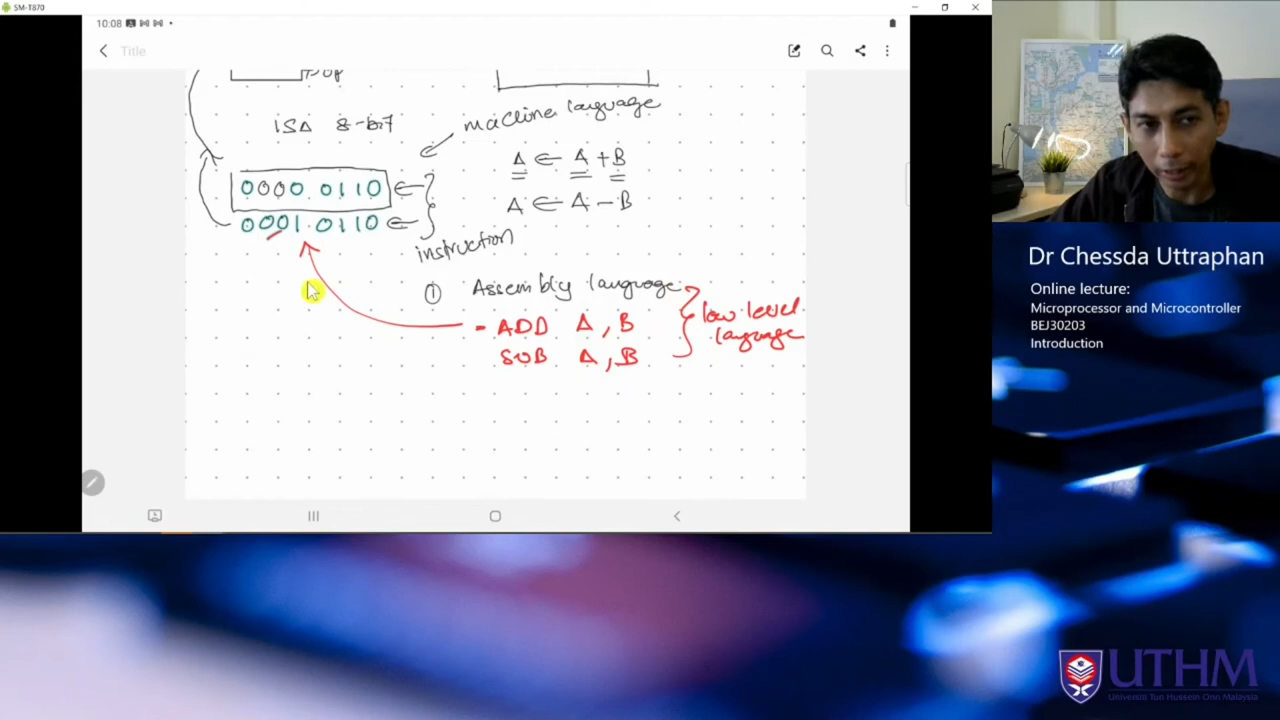 SM-T870
10:08
Title
ISA 8-bit
machine language
0000 0110
A ← A + B
0001 0110
A ← A - B
instruction
① Assembly language
- ADD A, B
SUB A, B
low level
language
Dr Chessda Uttraphan
Online lecture:
Microprocessor and Microcontroller
BEJ30203
Introduction
UTHM
Universiti Tun Hussein Onn Malaysia